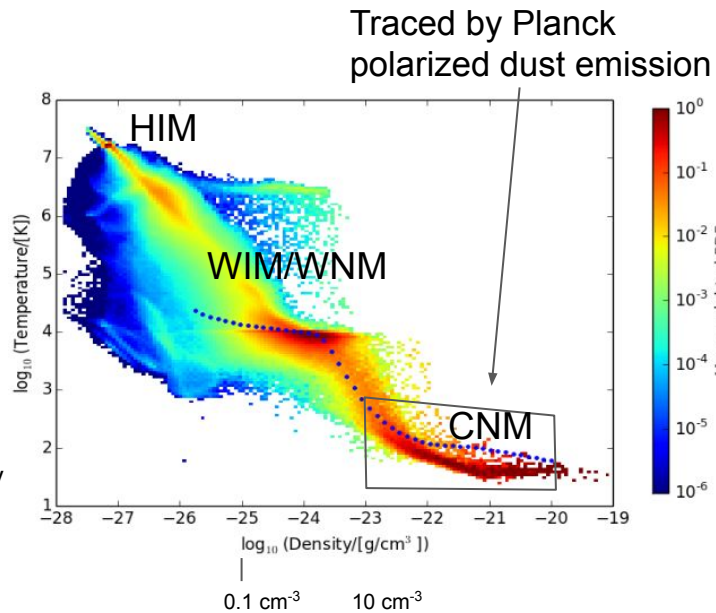 Traced by Planck
polarized dust emission
8
7
6
5
4
3
2
1
log₁₀ (Temperature/[K])
HIM
WIM/WNM
CNM
10⁰
10⁻¹
10⁻²
10⁻³
10⁻⁴
10⁻⁵
10⁻⁶
−28 −27 −26 −25 −24 −23 −22 −21 −20 −19
log₁₀ (Density/[g/cm³ ])
0.1 cm⁻³ 10 cm⁻³